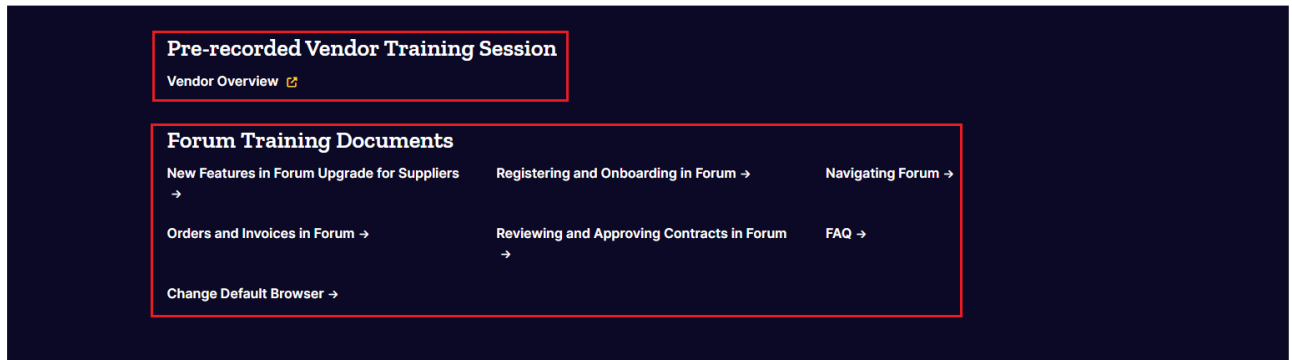 Pre-recorded Vendor Training Session
Vendor Overview
Forum Training Documents
New Features in Forum Upgrade for Suppliers
→
Registering and Onboarding in Forum →
Navigating Forum →
Orders and Invoices in Forum →
Reviewing and Approving Contracts in Forum
→
FAQ →
Change Default Browser →